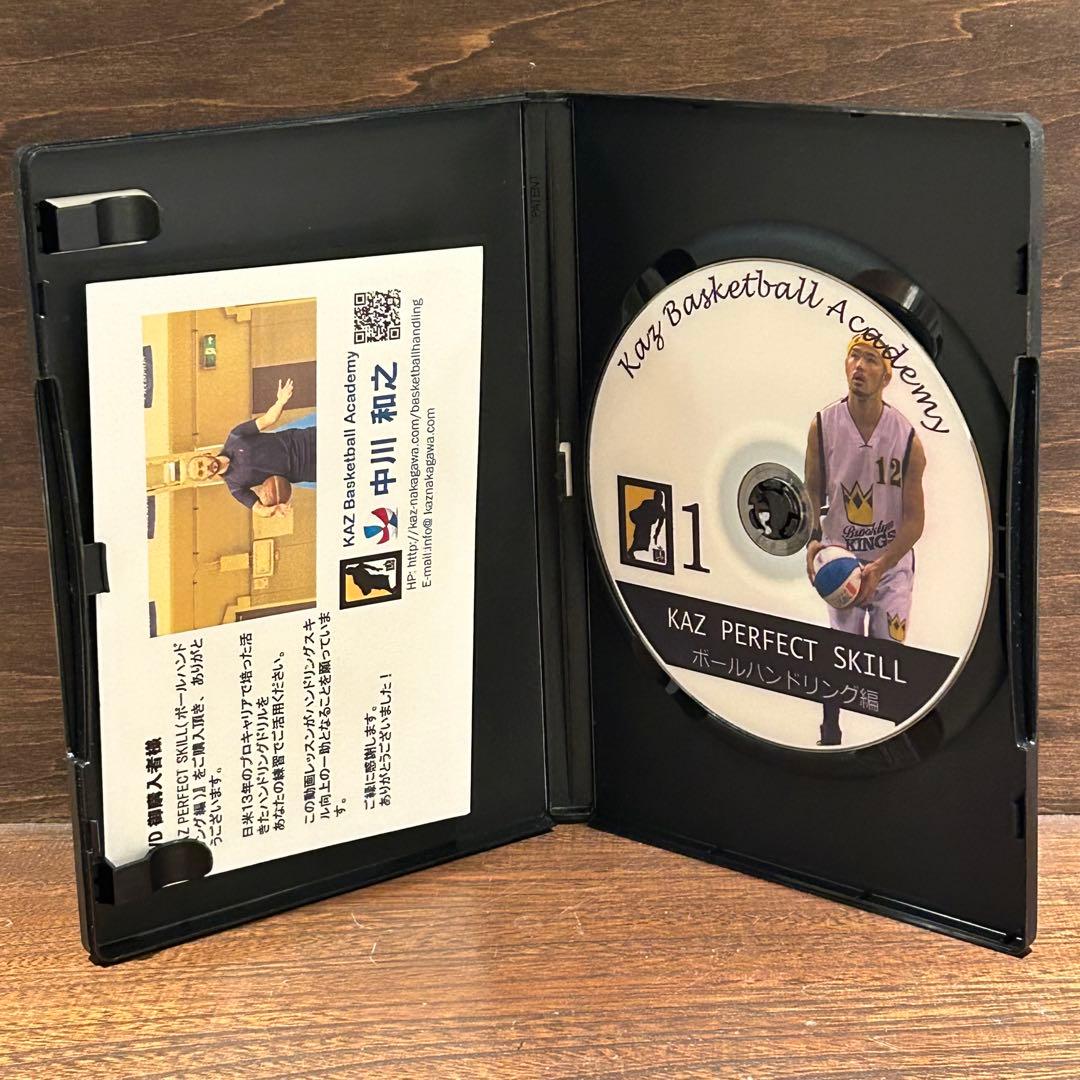 DVD 御購入者様
AZ PERFECT SKILL(ボールハンド
ング編)』をご購入頂き、ありがと
うございます。
日米13年のプロキャリアで培った活
きたハンドリングドリルを
あなたの練習でご活用ください。
この動画レッスンがハンドリングスキ
ル向上の一助となることを願っていま
す。
ご縁に感謝します。
ありがとうございました!
KAZ Basketball Academy
中川 和之
HP: http://kaz-nakagawa.com/basketballhandling
E-mail:info@ kaznakagawa.com
PATENT
Kaz Basketball Academy
12
Brooklyn
KINGS
1
KAZ PERFECT SKILL
ボールハンドリング編